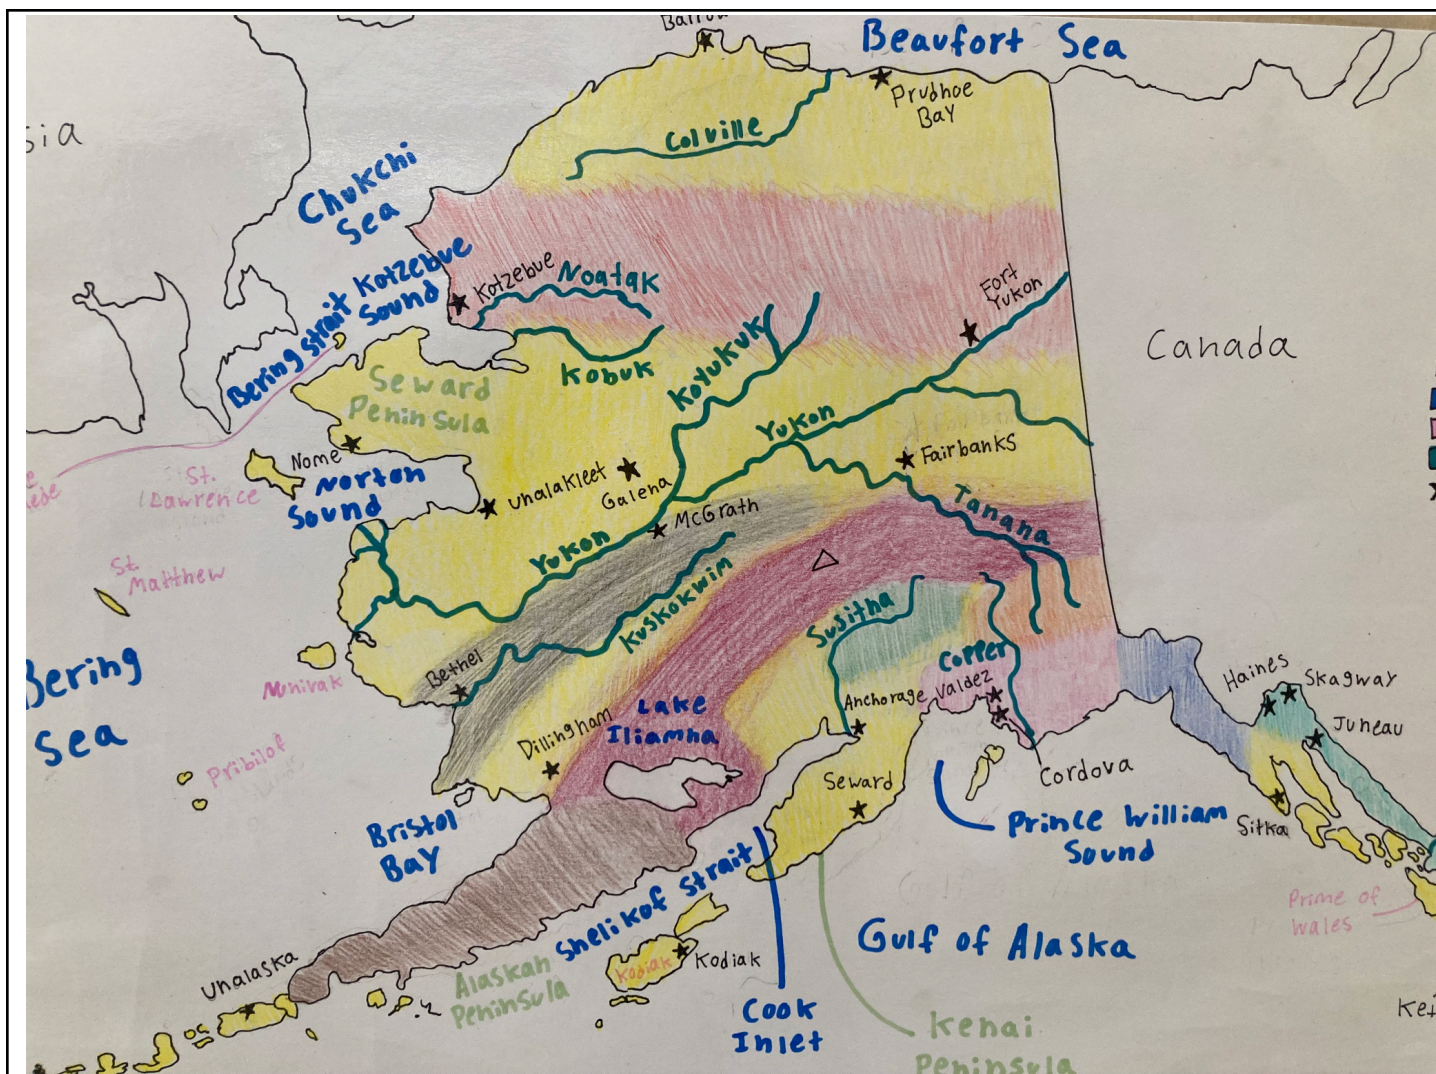 Barrow
Beaufort Sea
Prudhoe
Bay
sia
Colville
Chukchi
Sea
Kotzebue
Sound
Bering Strait
Kotzebue
Noatak
Fort
Yukon
Canada
Kobuk
Koyukuk
Seward
Peninsula
Yukon
Fairbanks
Nome
Norton
Sound
St.
Lawrence
Unalakleet
Galena
McGrath
Tanana
Yukon
St
Matthew
Kuskokwim
Susitna
Bering
Sea
Nunivak
Bethel
Copper
Haines
Skagway
Lake
Iliamna
Anchorage
Valdez
Juneau
Dillingham
Pribilof
Seward
Cordova
Bristol
Bay
Prince William
Sound
Sitka
Shelikof Strait
Prime of
Wales
Gulf of Alaska
Unalaska
Alaskan
Peninsula
Kodiak
Kodiak
Cook
Inlet
Kenai
Peninsula